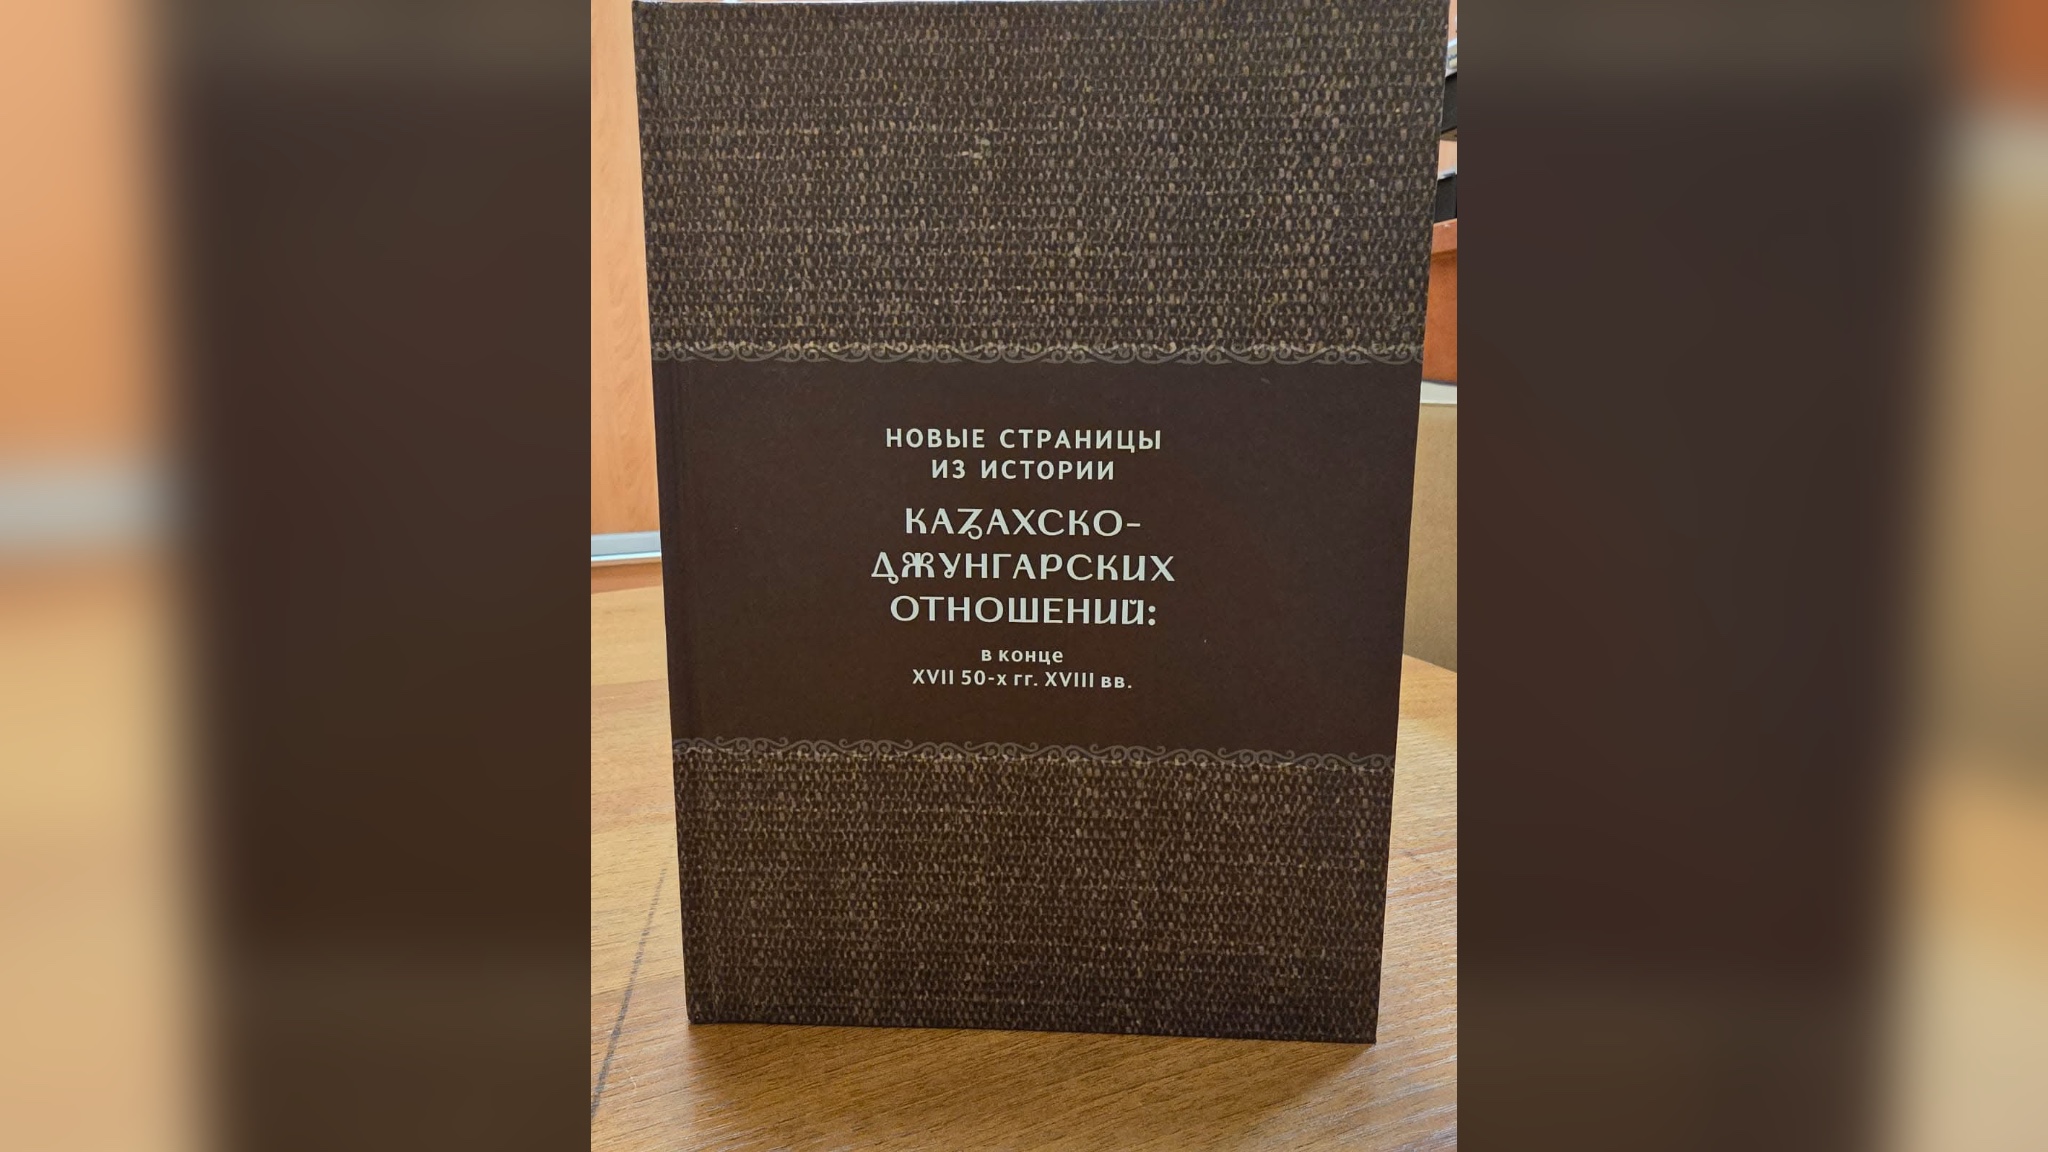 НОВЫЕ СТРАНИЦЫ
ИЗ ИСТОРИИ
КАЗАХСКО-
ДЖУНГАРСКИХ
ОТНОШЕНИЙ:
в конце
XVII 50-х гг. XVIII вв.